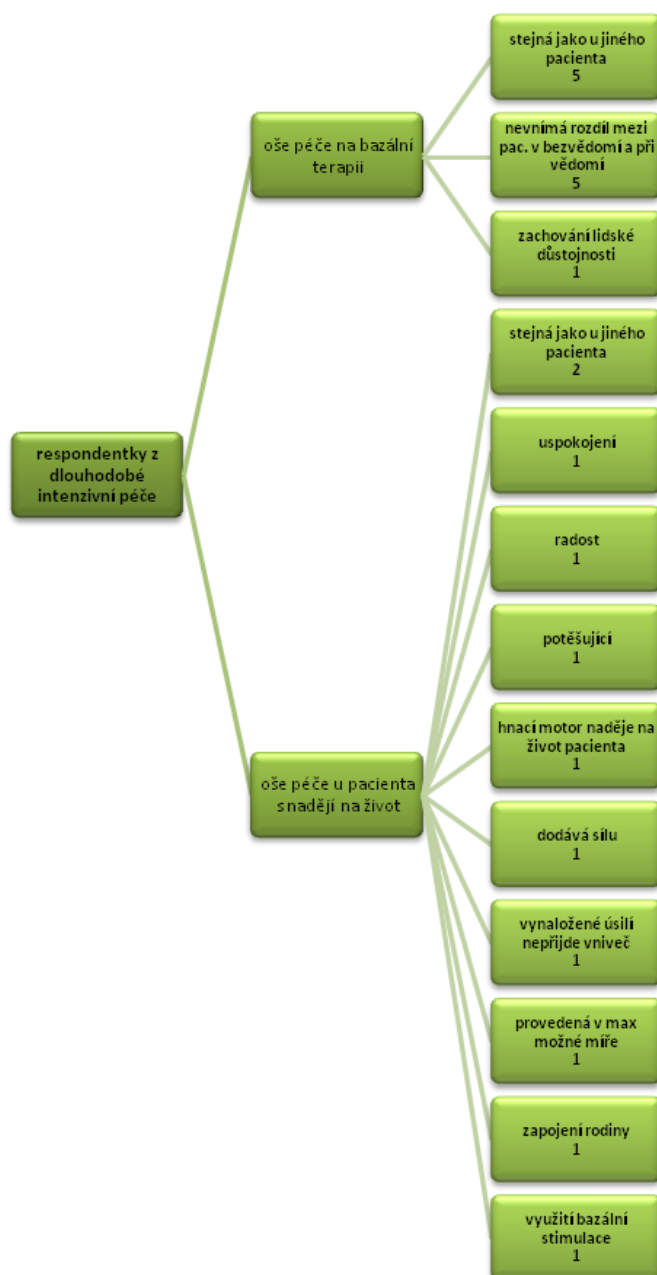 stejná jako u jiného
pacienta
5
oše péče na bazální
terapii
nevnímá rozdíl mezi
pac. v bezvědomí a při
vědomí
5
zachování lidské
důstojnosti
1
respondentky z
dlouhodobé
intenzivní péče
oše péče u pacienta
s nadějí na život
stejná jako u jiného
pacienta
2
uspokojení
1
radost
1
potěšující
1
hnací motor naděje na
život pacienta
1
dodává sílu
1
vynaložené úsilí
nepřijde vniveč
1
provedená v max
možné míře
1
zapojení rodiny
1
využití bazální
stimulace
1